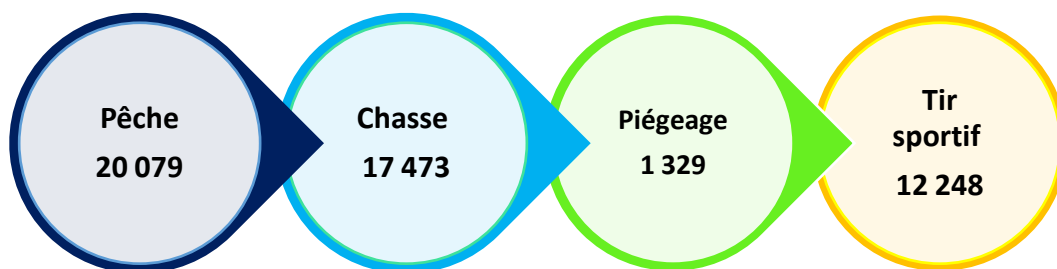 Pêche
20 079
Chasse
17 473
Piégeage
1 329
Tir
sportif
12 248